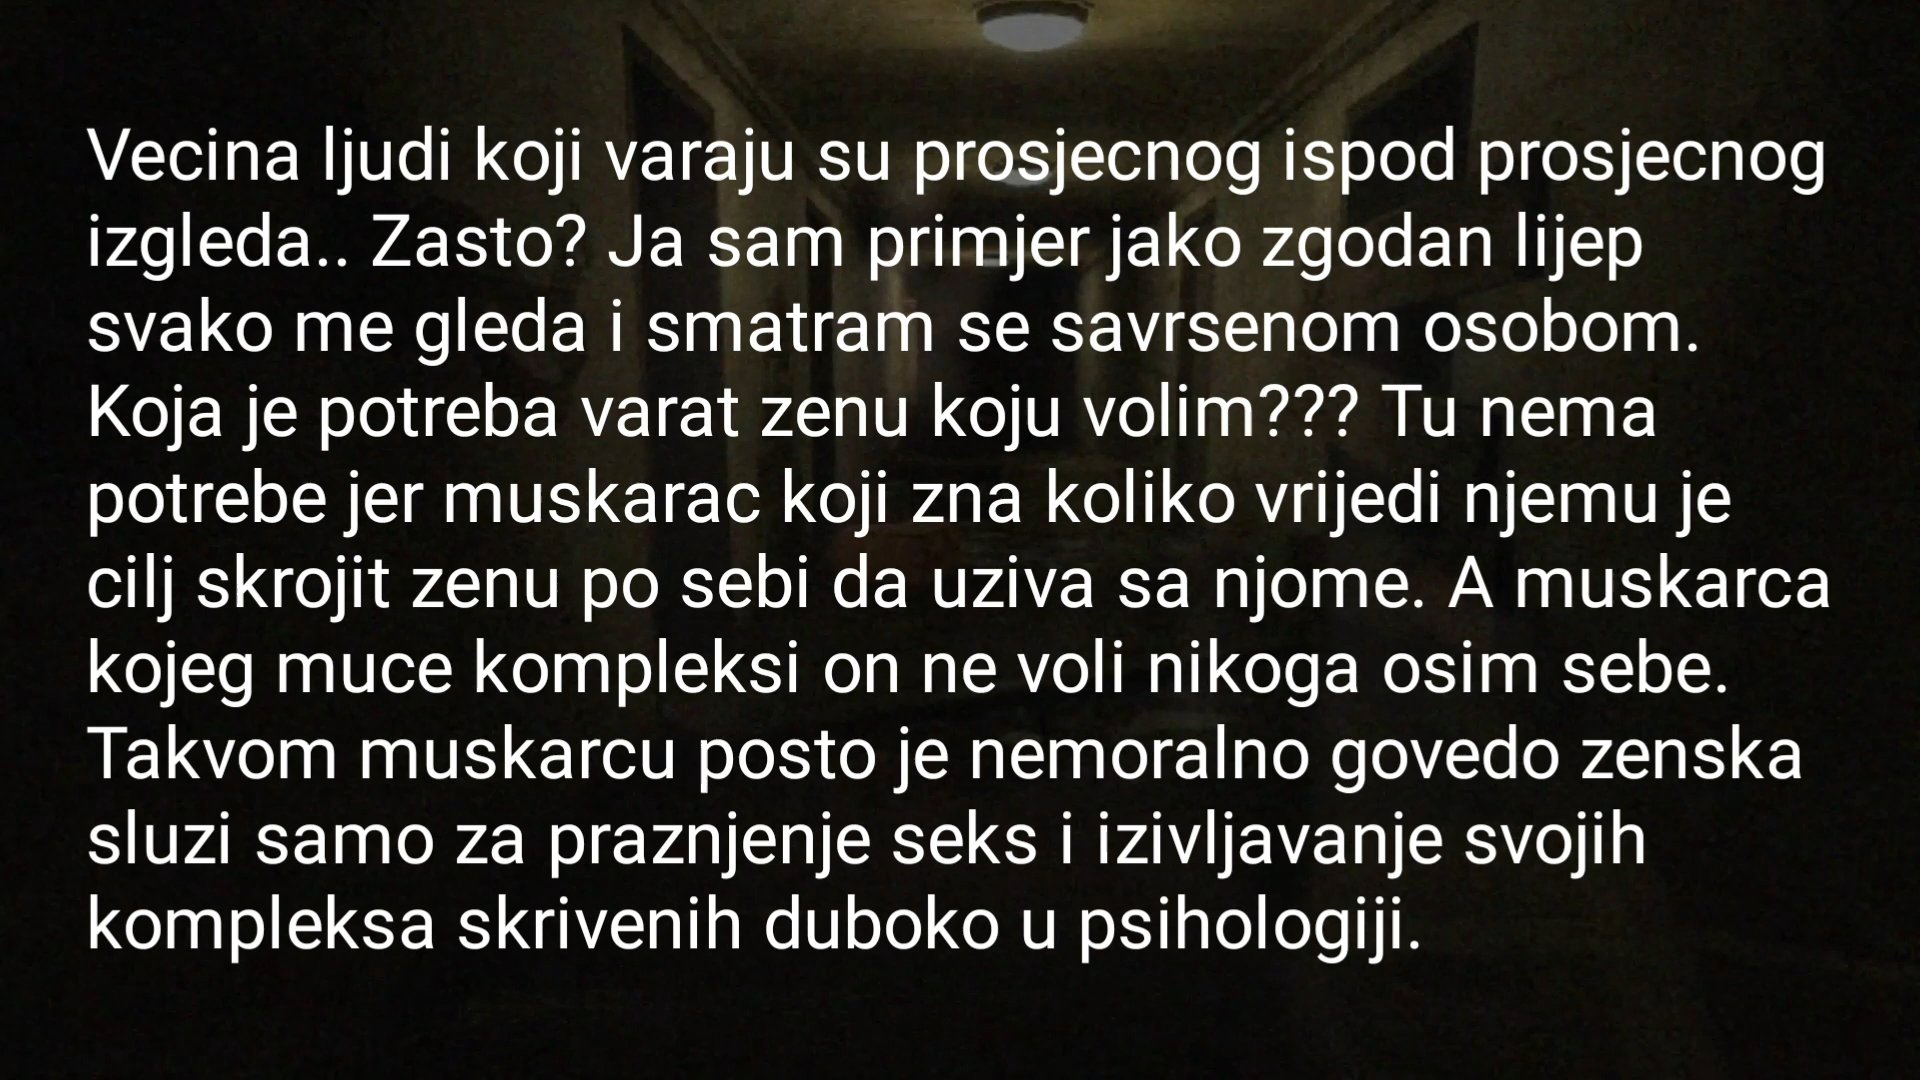 Vecina ljudi koji varaju su prosjecnog ispod prosjecnog
izgleda.. Zasto? Ja sam primjer jako zgodan lijep
svako me gleda i smatram se savrsenom osobom.
Koja je potreba varat zenu koju volim??? Tu nema
potrebe jer muskarac koji zna koliko vrijedi njemu je
cilj skrojit zenu po sebi da uziva sa njome. A muskarca
kojeg muce kompleksi on ne voli nikoga osim sebe.
Takvom muskarcu posto je nemoralno govedo zenska
sluzi samo za praznjenje seks i izivljavanje svojih
kompleksa skrivenih duboko u psihologiji.